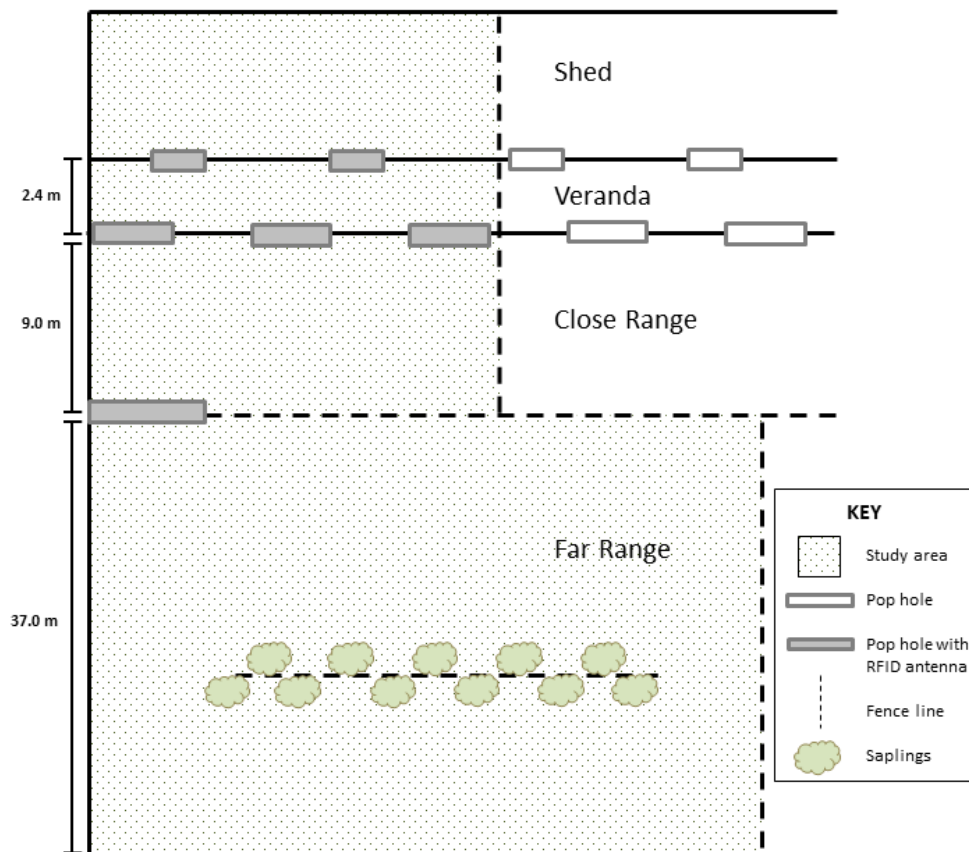 Shed
2.4 m
Veranda
9.0 m
Close Range
Far Range
37.0 m
KEY
Study area
Pop hole
Pop hole with
RFID antenna
Fence line
Saplings